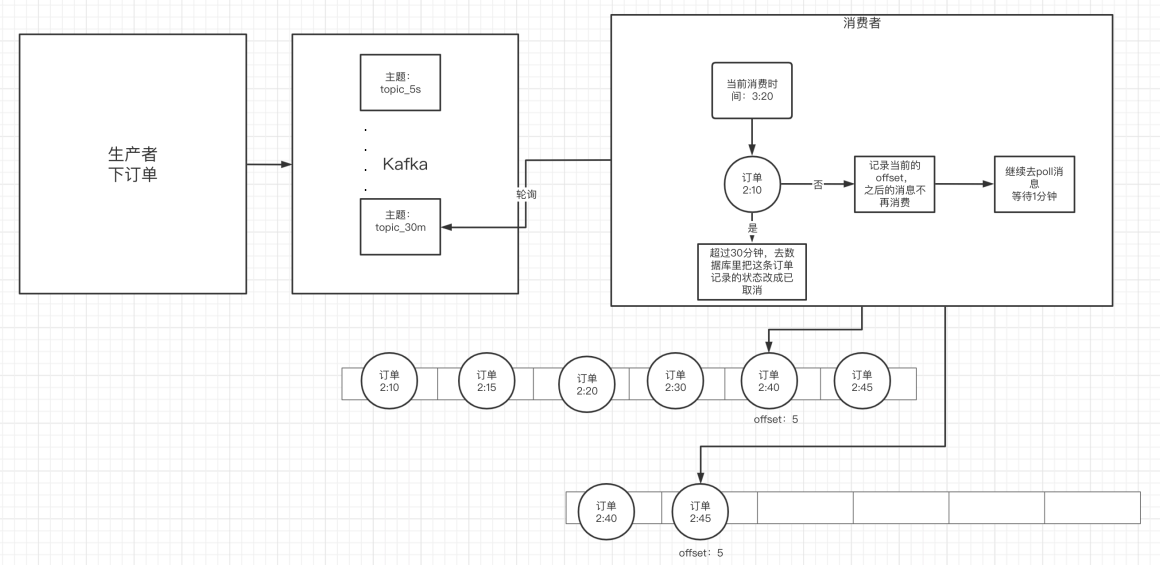 生产者
下订单
主题：
topic_5s
Kafka
主题：
topic_30m
轮询
消费者
当前消费时
间：3:20
订单
2:10
否
记录当前的
offset，
之后的消息不
再消费
继续去poll消
息
等待1分钟
是
超过30分钟，去数
据库里把这条订单
记录的状态改成已
取消
订单
2:10
订单
2:15
订单
2:20
订单
2:30
订单
2:40
订单
2:45
offset：5
订单
2:40
订单
2:45
offset：5